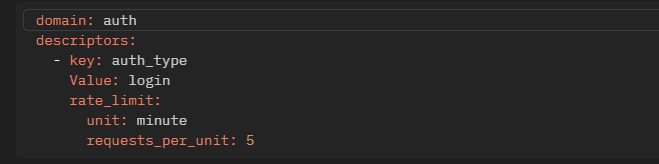 domain: auth
descriptors:
  - key: auth_type
    Value: login
    rate_limit:
      unit: minute
      requests_per_unit: 5